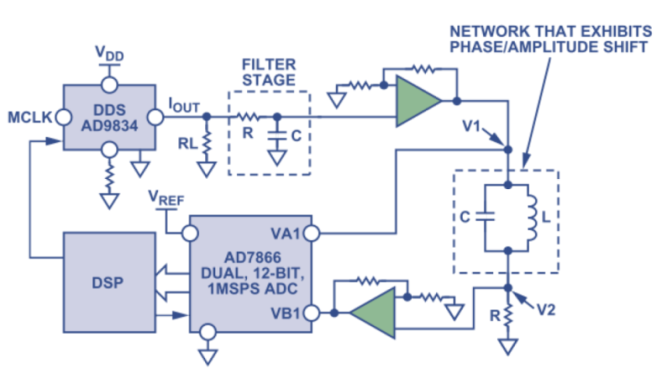 NETWORK THAT EXHIBITS
PHASE/AMPLITUDE SHIFT
VDD
FILTER
STAGE
MCLK
DDS
AD9834
IOUT
RL
R
C
V1
VREF
C
L
VA1
AD7866
DUAL, 12-BIT,
1MSPS ADC
DSP
VB1
R
V2